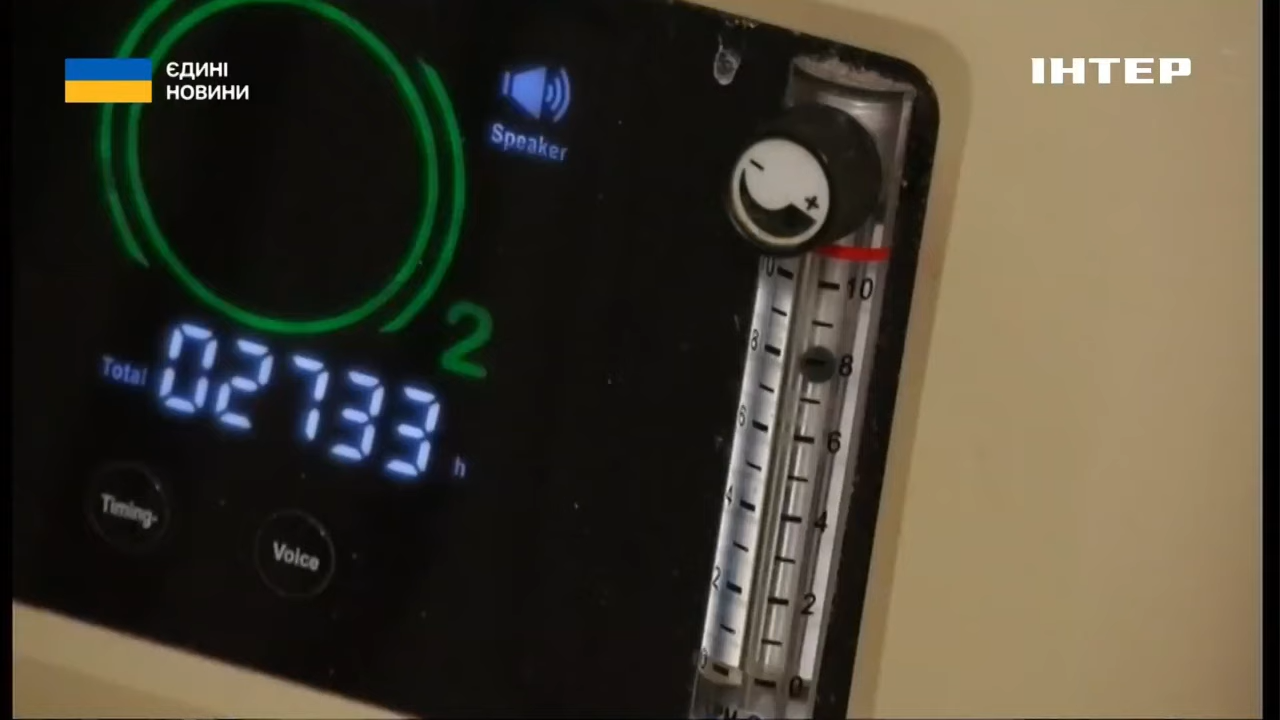 ЄДИНІ
НОВИНИ
ІНТЕР
Speaker
2
Total 02733 h
Timing-
Voice
- +
10
8 8
6 6
4 4
2 2
0 0